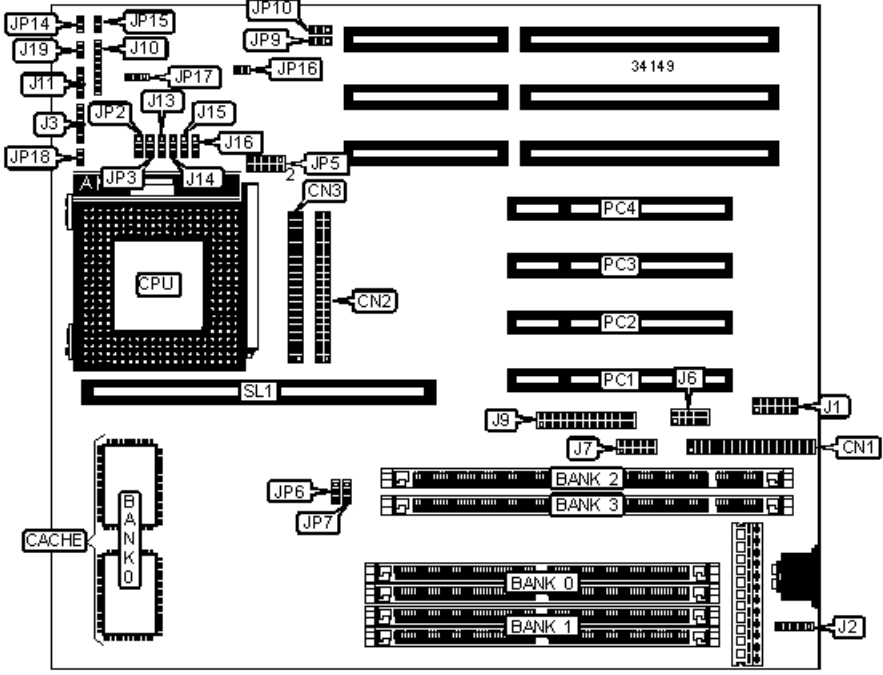 JP10
JP14
JP15
JP9
J19
J10
34149
JP17
JP16
J11
J13
JP2
J15
J3
J16
JP18
JP3
J14
JP5
2
CN3
PC4
CPU
PC3
CN2
PC2
PC1
J6
SL1
J1
J9
J7
CN1
BANK 2
JP6
BANK 3
JP7
CACHE
BANK0
BANK 0
BANK 1
J2